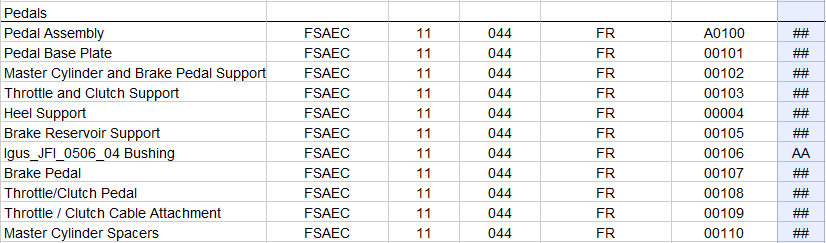 Pedals
Pedal Assembly FSAEC 11 044 FR A0100 ##
Pedal Base Plate FSAEC 11 044 FR 00101 ##
Master Cylinder and Brake Pedal Support FSAEC 11 044 FR 00102 ##
Throttle and Clutch Support FSAEC 11 044 FR 00103 ##
Heel Support FSAEC 11 044 FR 00004 ##
Brake Reservoir Support FSAEC 11 044 FR 00105 ##
Igus_JFI_0506_04 Bushing FSAEC 11 044 FR 00106 AA
Brake Pedal FSAEC 11 044 FR 00107 ##
Throttle/Clutch Pedal FSAEC 11 044 FR 00108 ##
Throttle / Clutch Cable Attachment FSAEC 11 044 FR 00109 ##
Master Cylinder Spacers FSAEC 11 044 FR 00110 ##